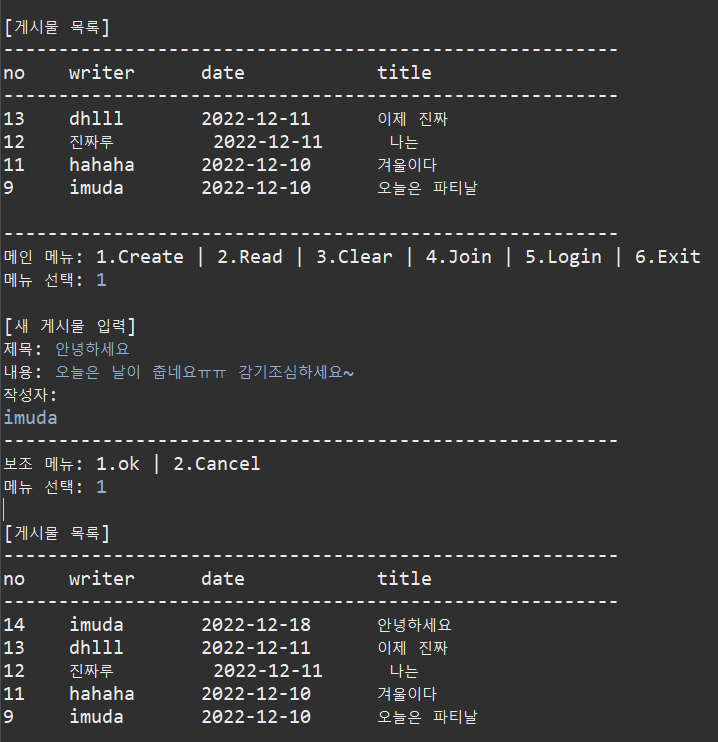 [게시물 목록]
--------------------------------------------------------
no writer date title
--------------------------------------------------------
13 dhlll 2022-12-11 이제 진짜
12 진짜루 2022-12-11 나는
11 hahaha 2022-12-10 겨울이다
9 imuda 2022-12-10 오늘은 파티날
--------------------------------------------------------
메인 메뉴: 1.Create | 2.Read | 3.Clear | 4.Join | 5.Login | 6.Exit
메뉴 선택: 1
[새 게시물 입력]
제목: 안녕하세요
내용: 오늘은 날이 춥네요ㅠㅠ 감기조심하세요~
작성자:
imuda
--------------------------------------------------------
보조 메뉴: 1.ok | 2.Cancel
메뉴 선택: 1
[게시물 목록]
--------------------------------------------------------
no writer date title
--------------------------------------------------------
14 imuda 2022-12-18 안녕하세요
13 dhlll 2022-12-11 이제 진짜
12 진짜루 2022-12-11 나는
11 hahaha 2022-12-10 겨울이다
9 imuda 2022-12-10 오늘은 파티날